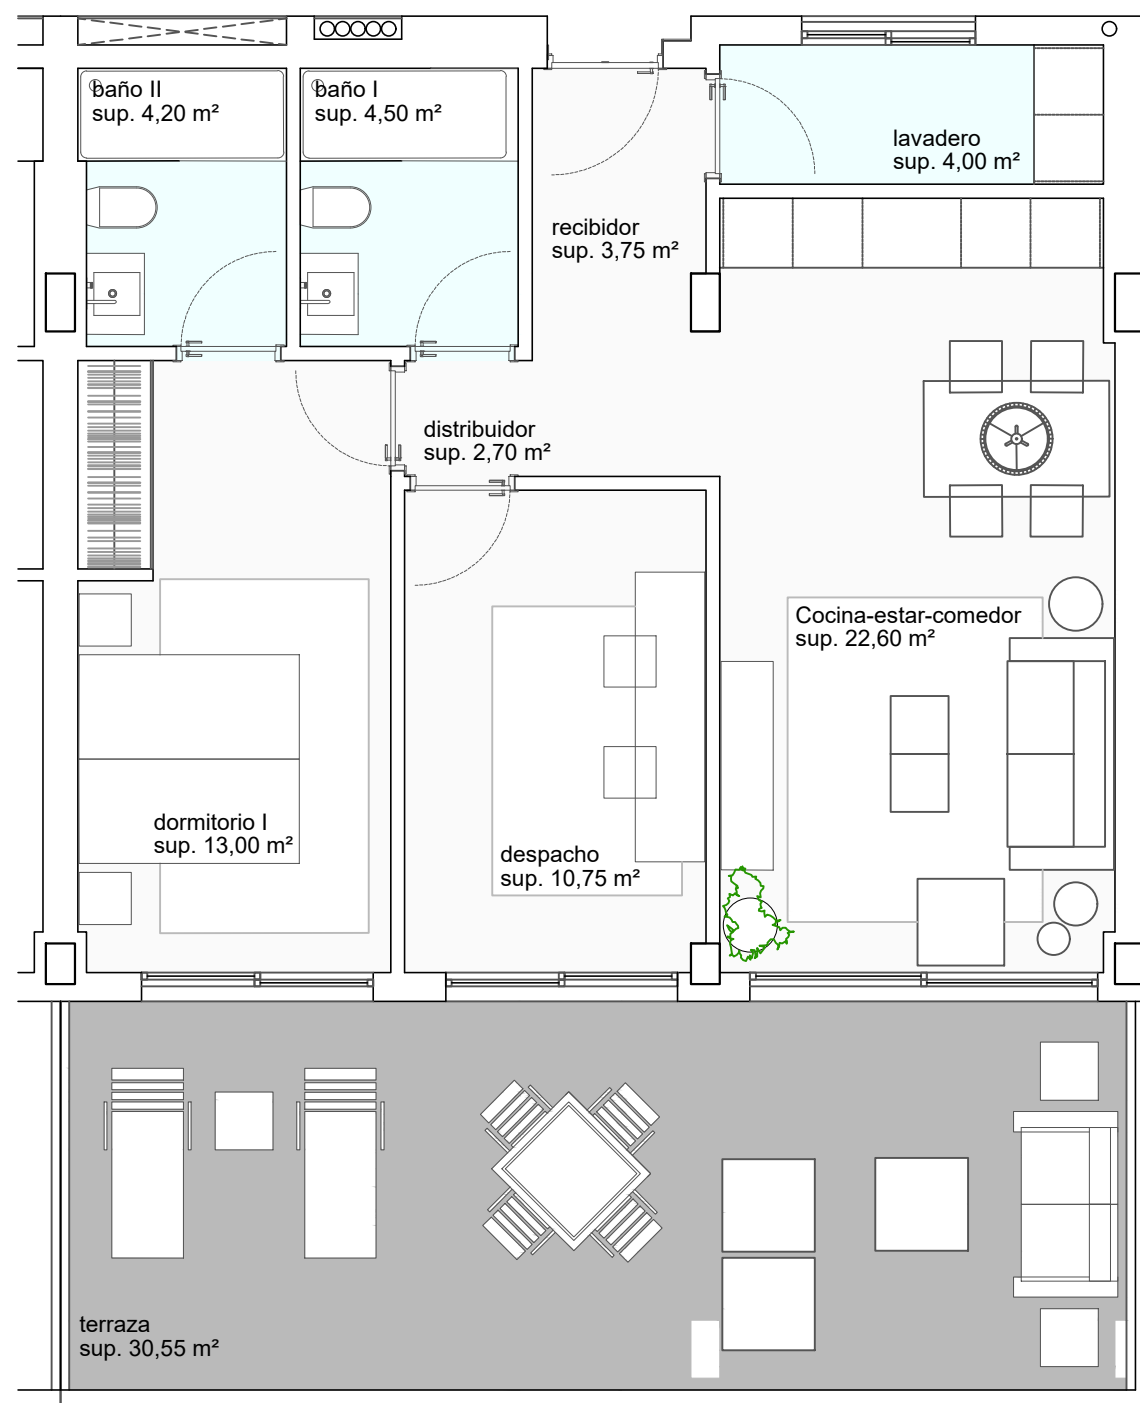 baño II
sup. 4,20 m²
baño I
sup. 4,50 m²
lavadero
sup. 4,00 m²
recibidor
sup. 3,75 m²
distribuidor
sup. 2,70 m²
Cocina-estar-comedor
sup. 22,60 m²
dormitorio I
sup. 13,00 m²
despacho
sup. 10,75 m²
terraza
sup. 30,55 m²